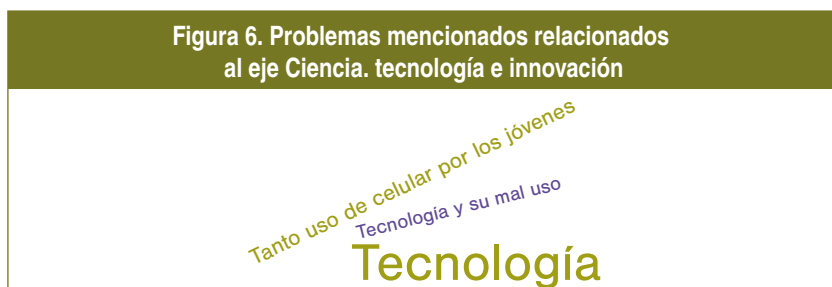 Figura 6. Problemas mencionados relacionados
al eje Ciencia. tecnología e innovación
Tanto uso de celular por los jóvenes
Tecnología y su mal uso
Tecnología